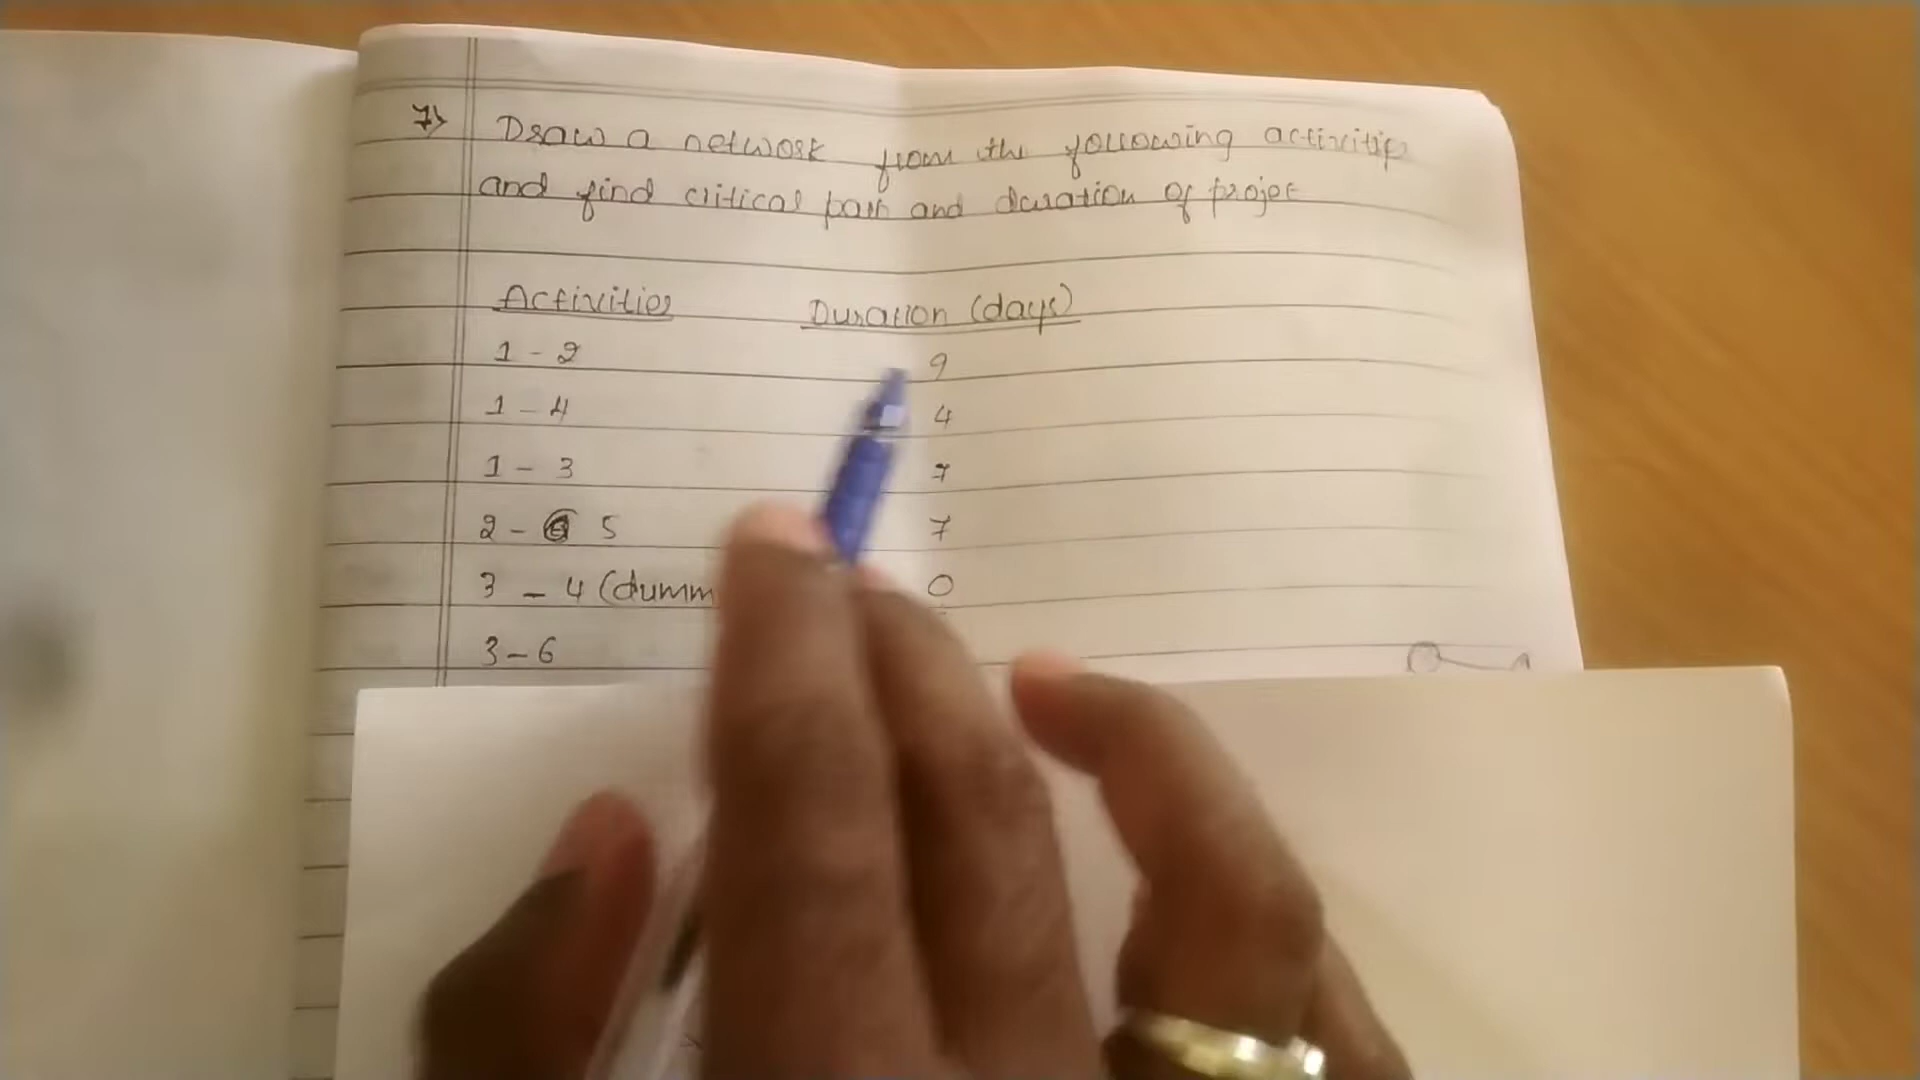 7) Draw a network from the following activities
and find critical path and duration of projet
Activities Duration (days)
1 - 2 9
1 - 4 4
1 - 3 7
2 - 5 7
3 - 4 (dumm 0
3 - 6